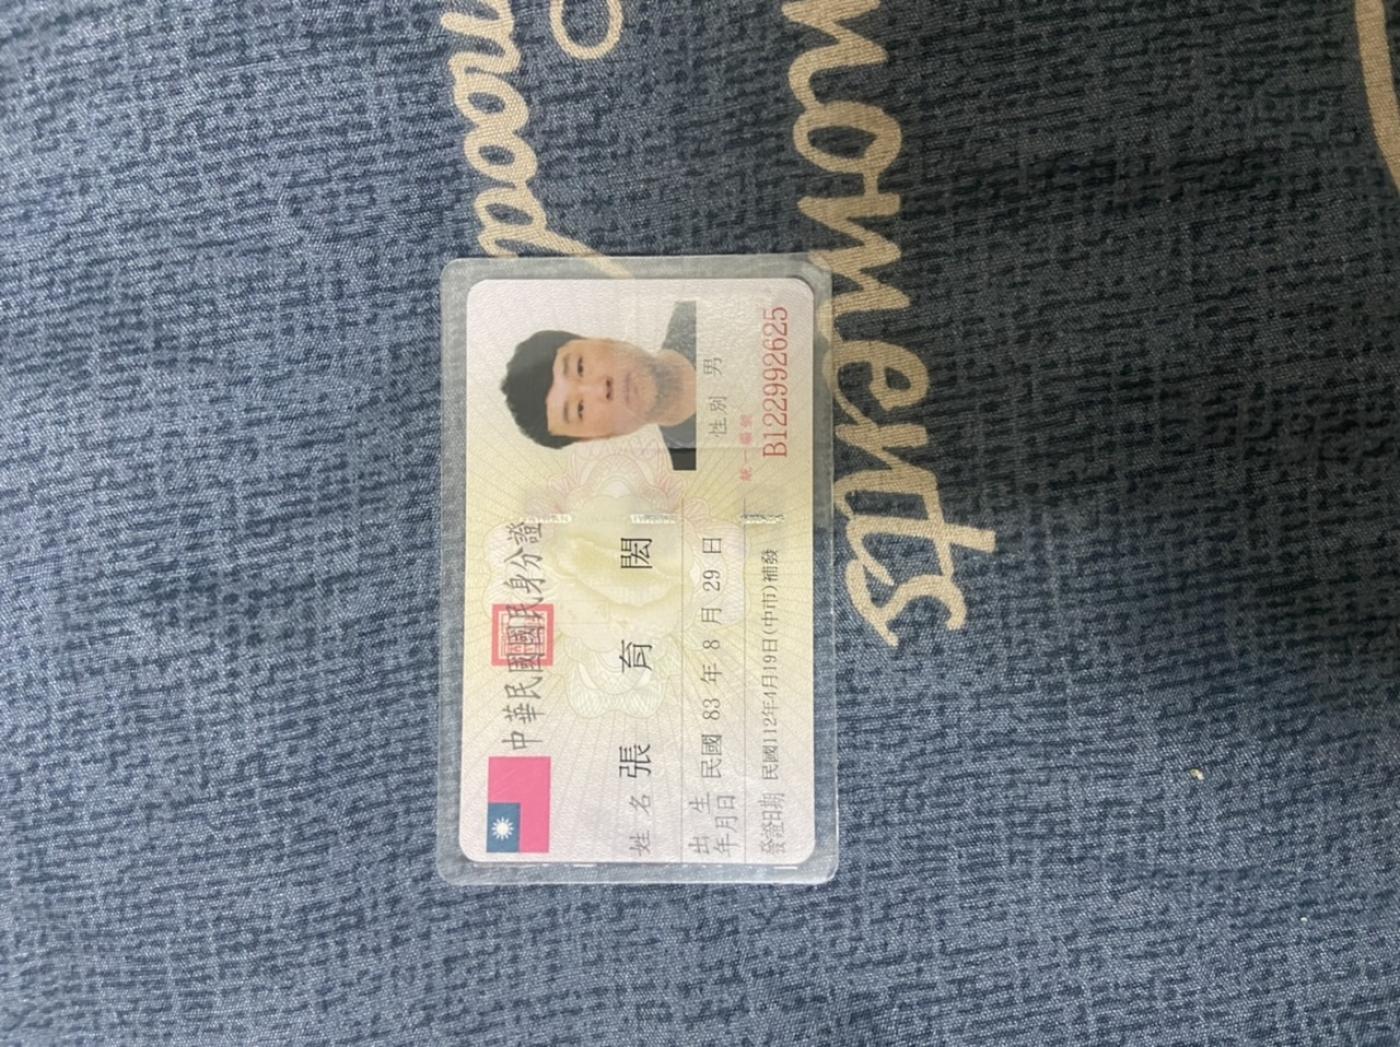 中華民國國民身分證
姓名 張育閎
出生年月日 民國 83 年 8 月 29 日
性別 男
發證日期 民國112年4月19日(中市)補發
統一編號
B122992625
mood
moments